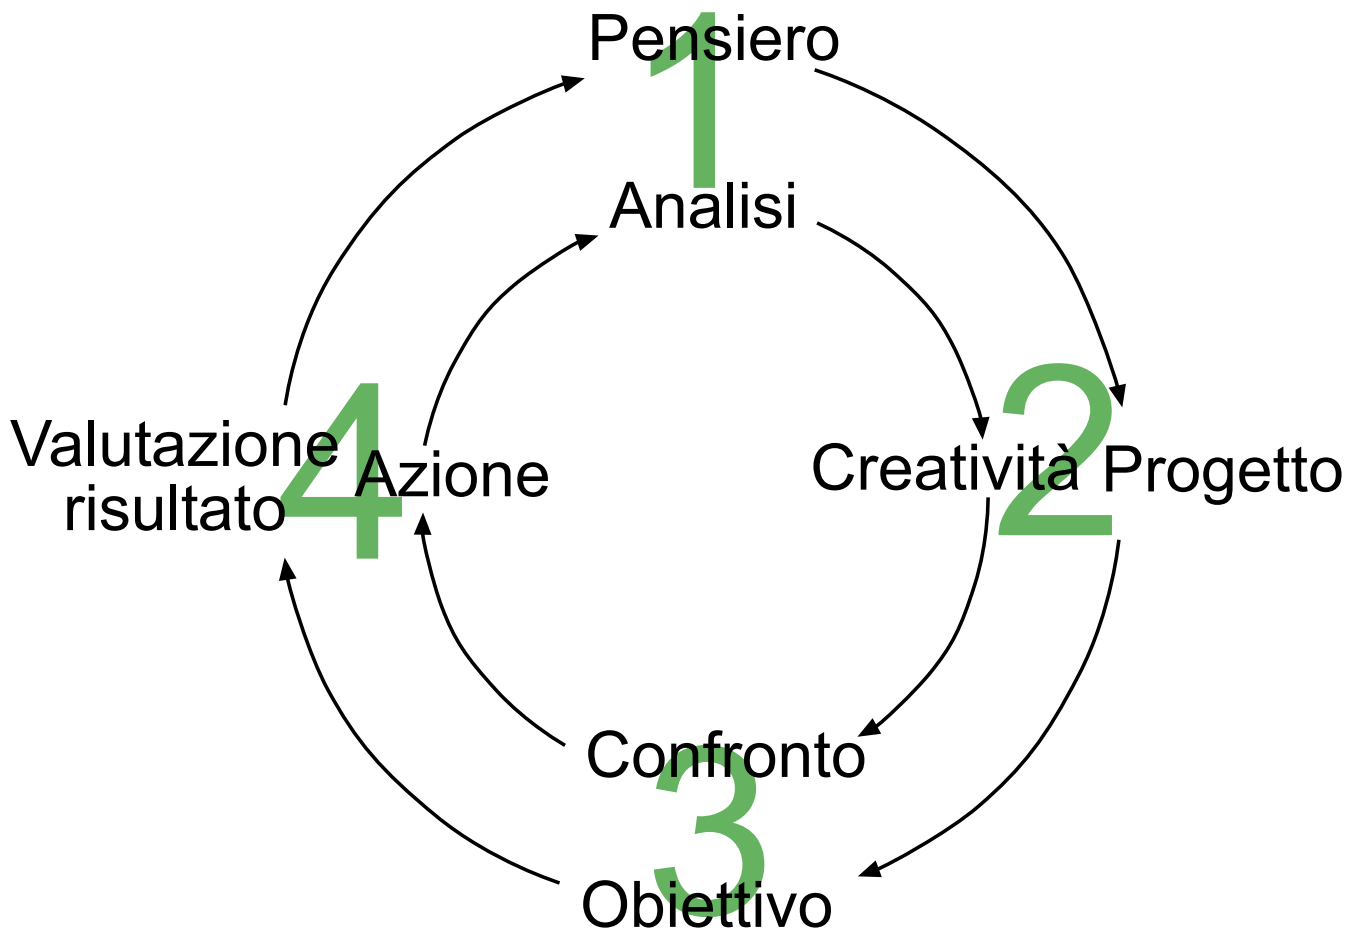 Pensiero
1
Analisi
Valutazione
risultato
4
Azione
Creatività
2
Progetto
Confronto
3
Obiettivo